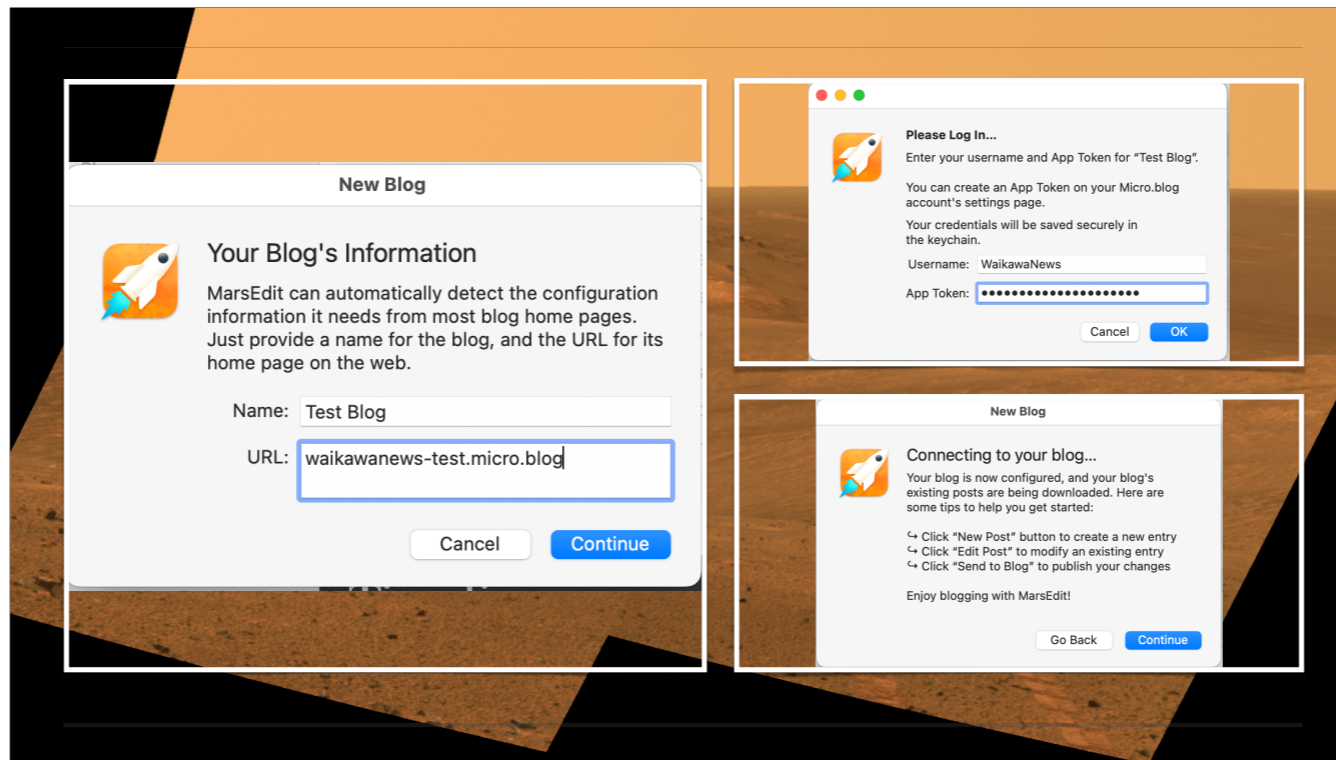 New Blog
Your Blog's Information
MarsEdit can automatically detect the configuration
information it needs from most blog home pages.
Just provide a name for the blog, and the URL for its
home page on the web.
Name: Test Blog
URL: waikawanews-test.micro.blog
Cancel Continue
Please Log In...
Enter your username and App Token for “Test Blog”.
You can create an App Token on your Micro.blog
account's settings page.
Your credentials will be saved securely in
the keychain.
Username: WaikawaNews
App Token: •••••••••••••••••••••
Cancel OK
New Blog
Connecting to your blog...
Your blog is now configured, and your blog's
existing posts are being downloaded. Here are
some tips to help you get started:
↪ Click “New Post” button to create a new entry
↪ Click “Edit Post” to modify an existing entry
↪ Click “Send to Blog” to publish your changes
Enjoy blogging with MarsEdit!
Go Back Continue